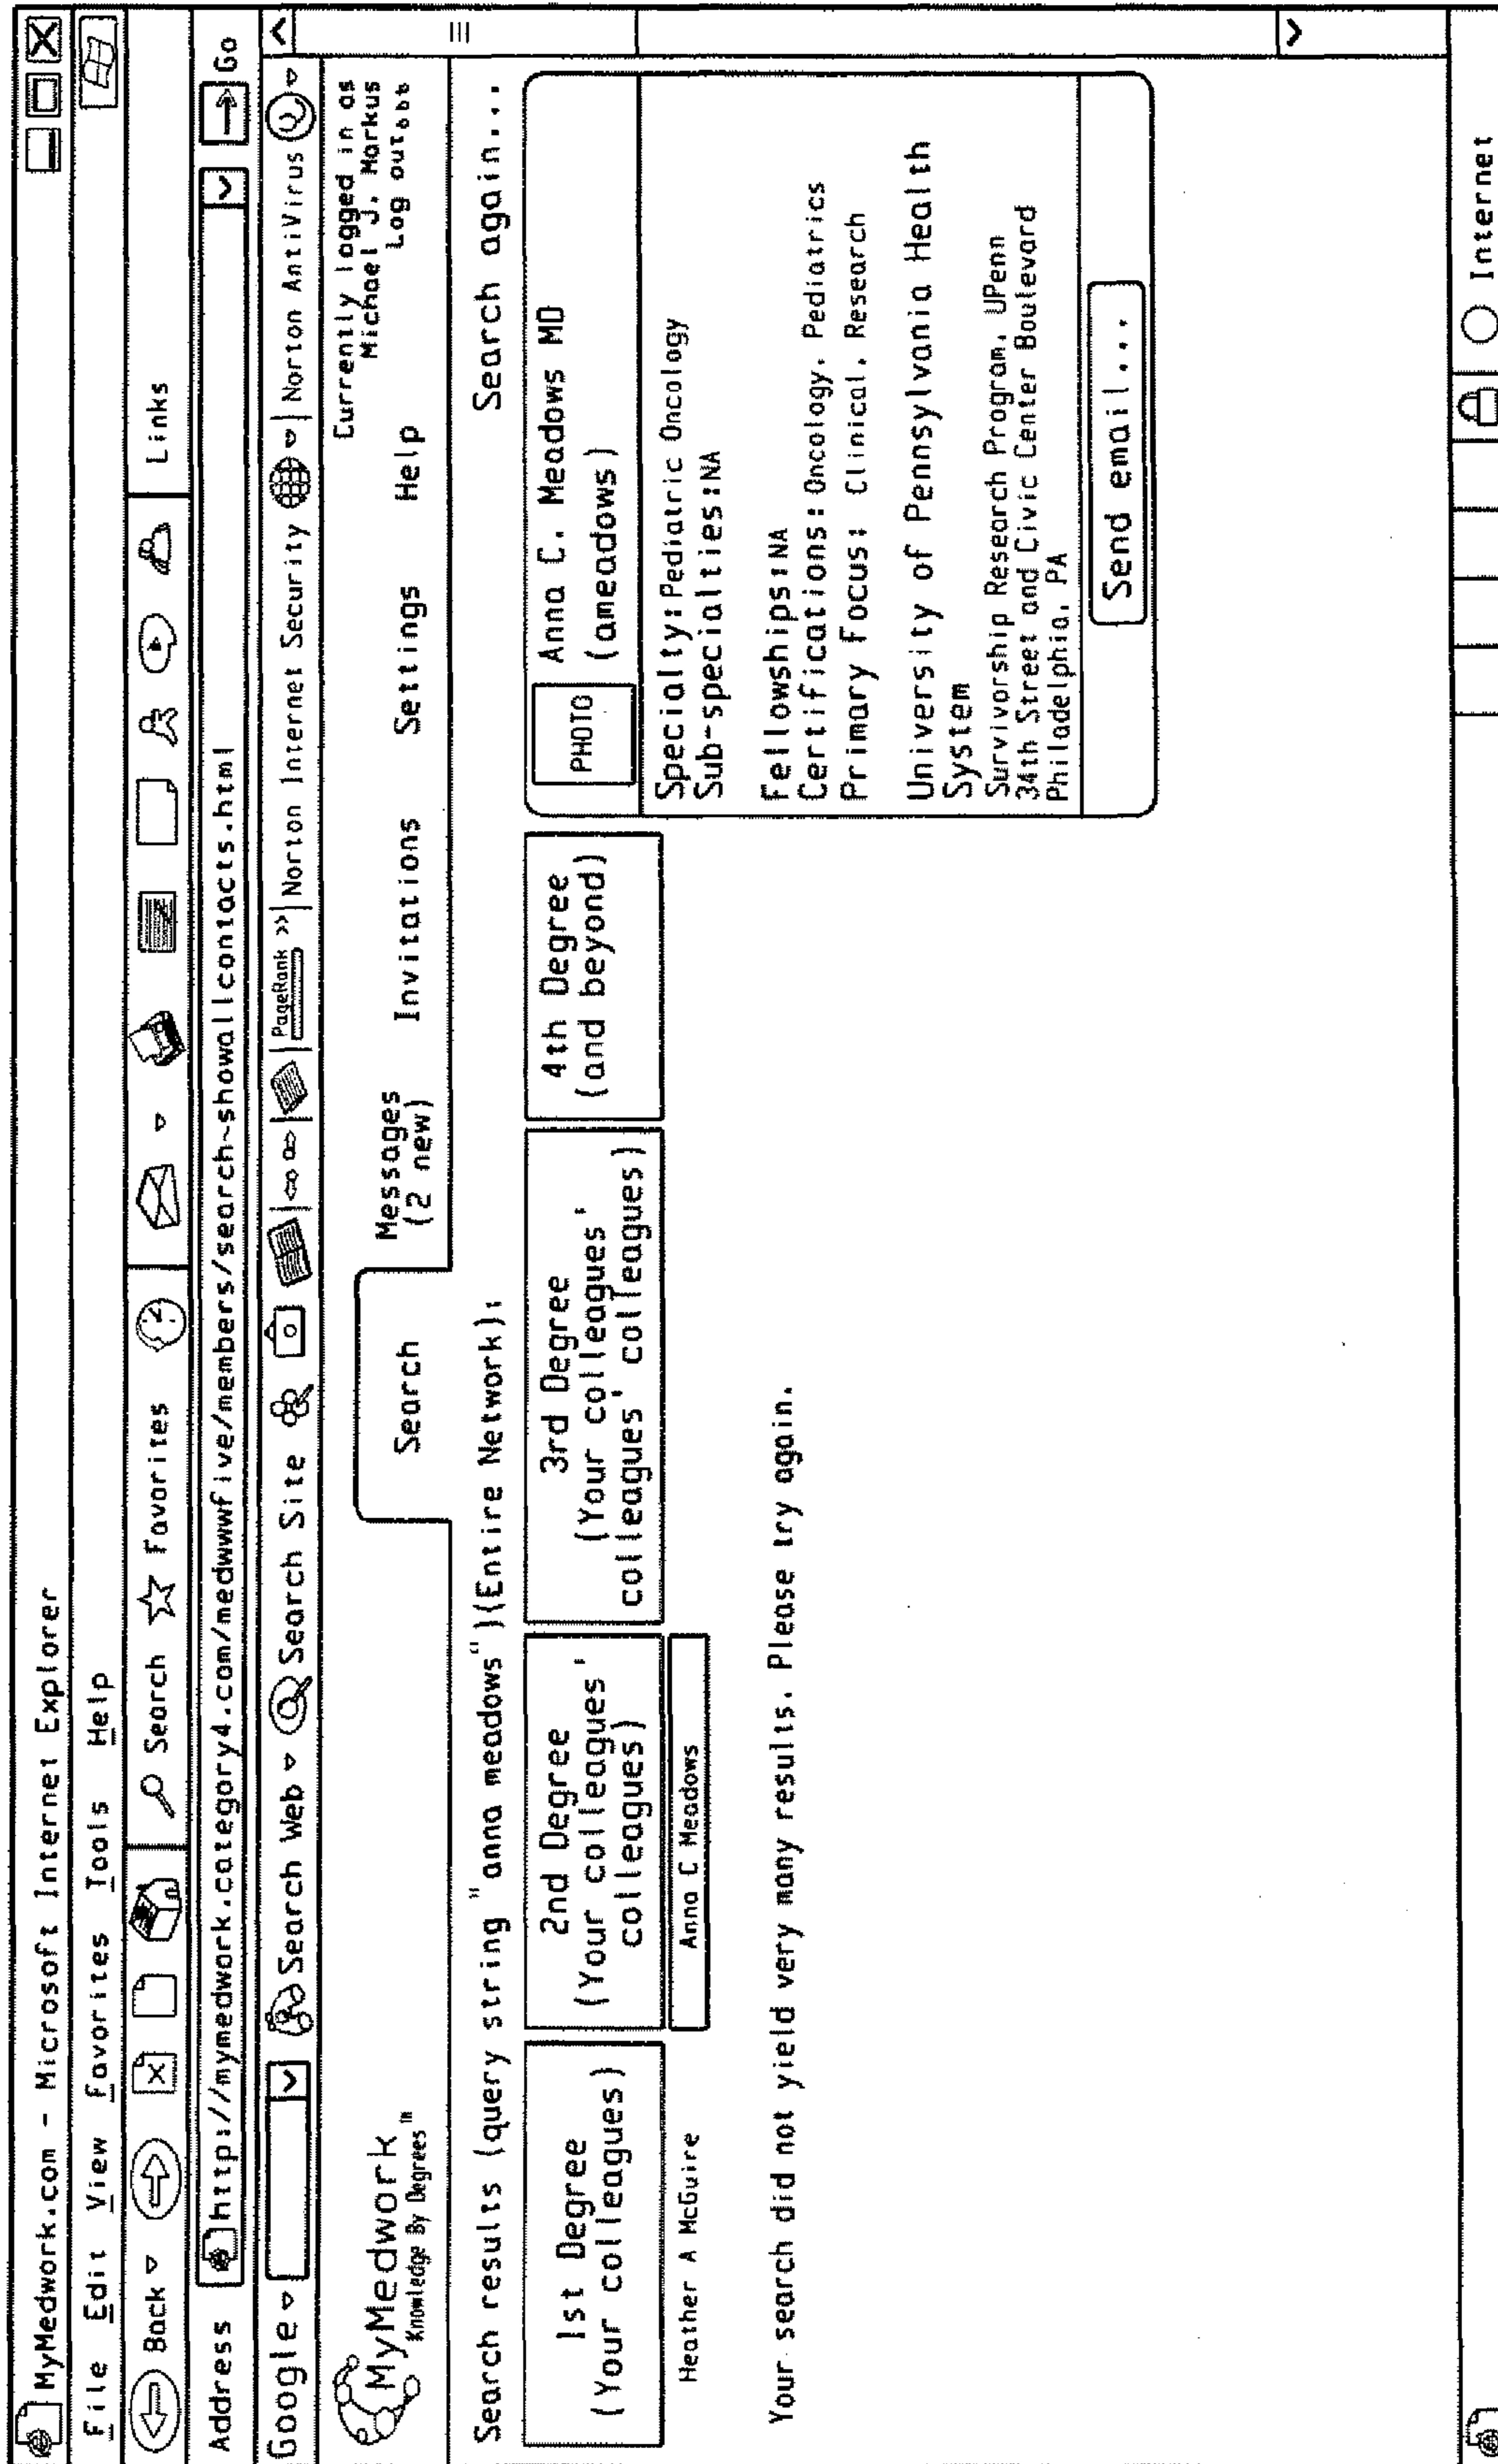 MyMedwork.com - Microsoft Internet Explorer
File Edit View Favorites Tools Help
Back Search Favorites Links
Address http://mymedwork.category4.com/medwwwfive/members/search~showallcontacts.html Go
Google Search Web Search Site PageRank >> Norton Internet Security Norton AntiVirus
MyMedwork
Knowledge By Degrees™
Search
Messages
(2 new)
Invitations
Settings
Help
Currently logged in as
Michael J. Markus
Log out...
Search results (query string "anna meadows")(Entire Network):
Search again...
1st Degree
(Your colleagues)
2nd Degree
(Your colleagues'
colleagues)
3rd Degree
(Your colleagues'
colleagues' colleagues)
4th Degree
(and beyond)
Heather A McGuire
Anna C Meadows
Your search did not yield very many results. Please try again.
PHOTO
Anna C. Meadows MD
(ameadows)
Specialty: Pediatric Oncology
Sub-specialties: NA
Fellowships: NA
Certifications: Oncology, Pediatrics
Primary Focus: Clinical, Research
University of Pennsylvania Health
System
Survivorship Research Program, UPenn
34th Street and Civic Center Boulevard
Philadelphia, PA
Send email...
Internet